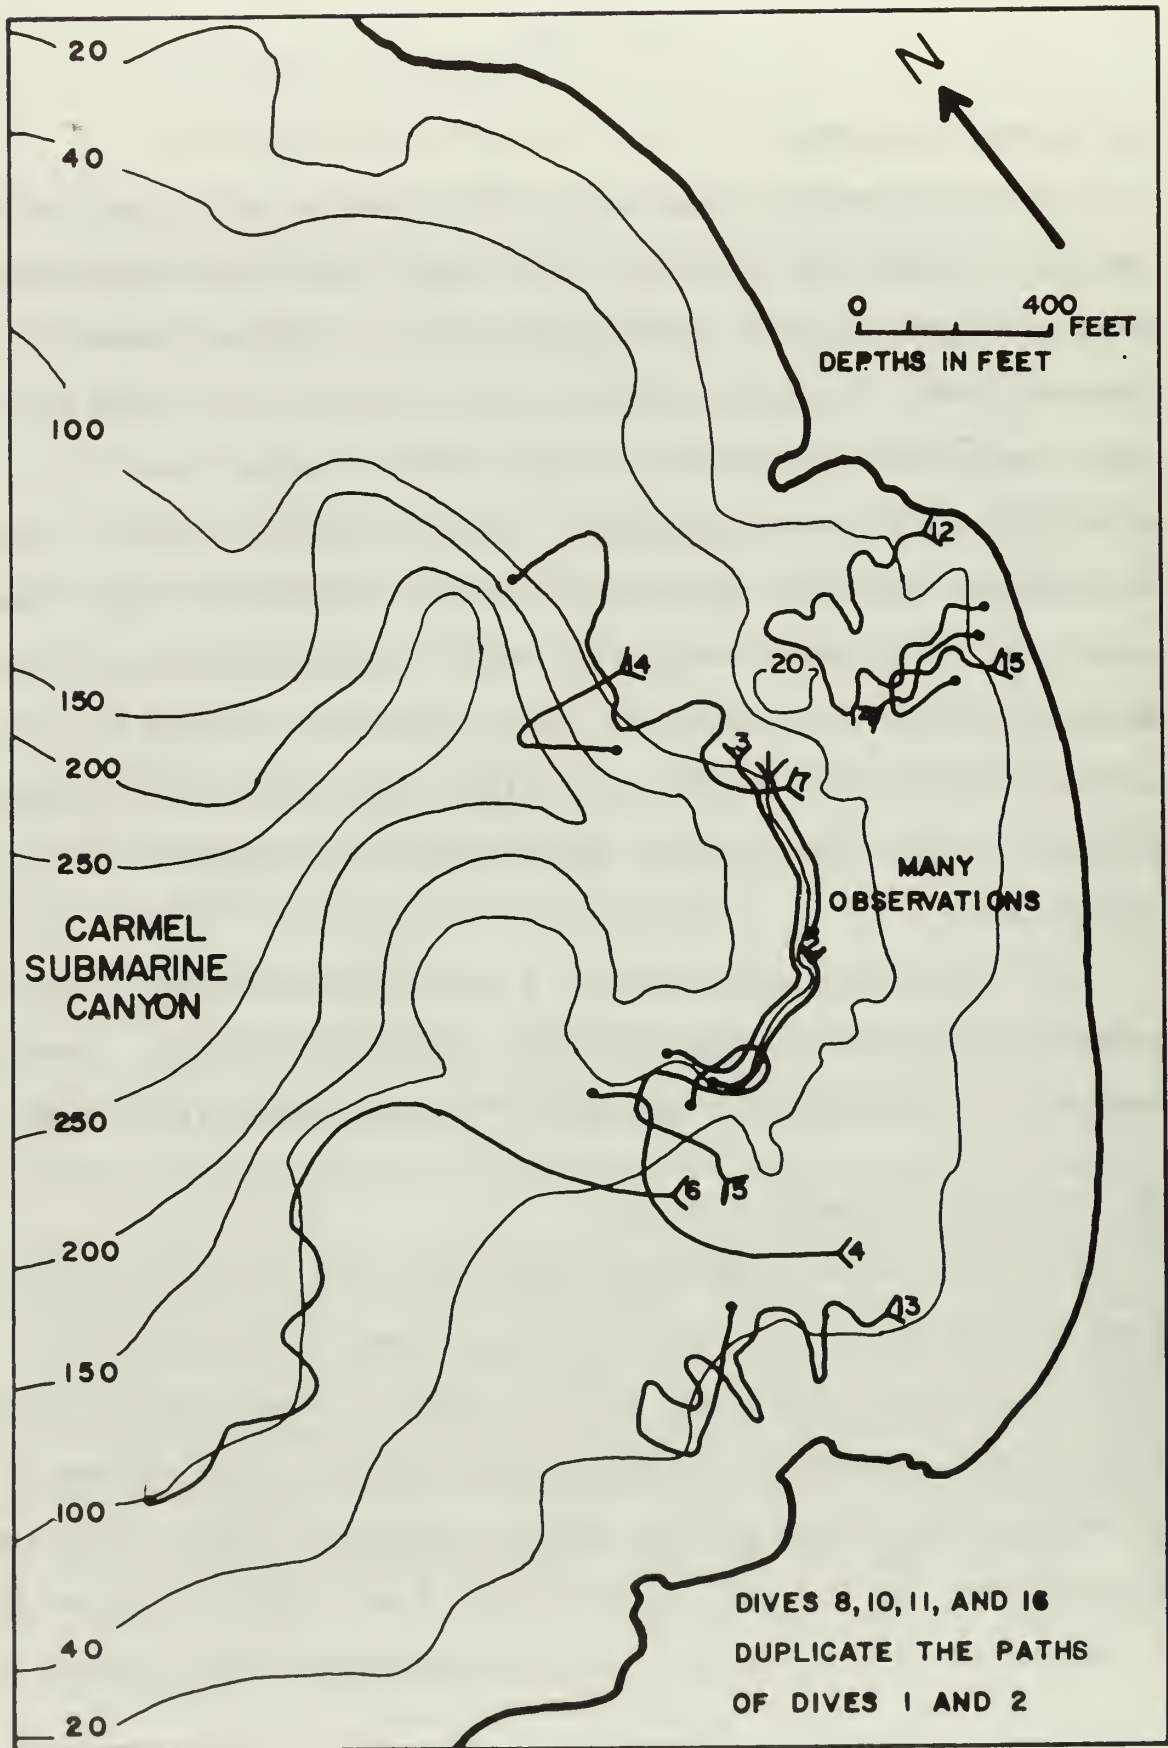 20
N
40
0 400
FEET
DEPTHS IN FEET
100
12
14
20
15
150
3
17
200
250
MANY
OBSERVATIONS
2
CARMEL
SUBMARINE
CANYON
250
6
5
200
4
13
150
100
DIVES 8, 10, 11, AND 16
DUPLICATE THE PATHS
OF DIVES 1 AND 2
40
20